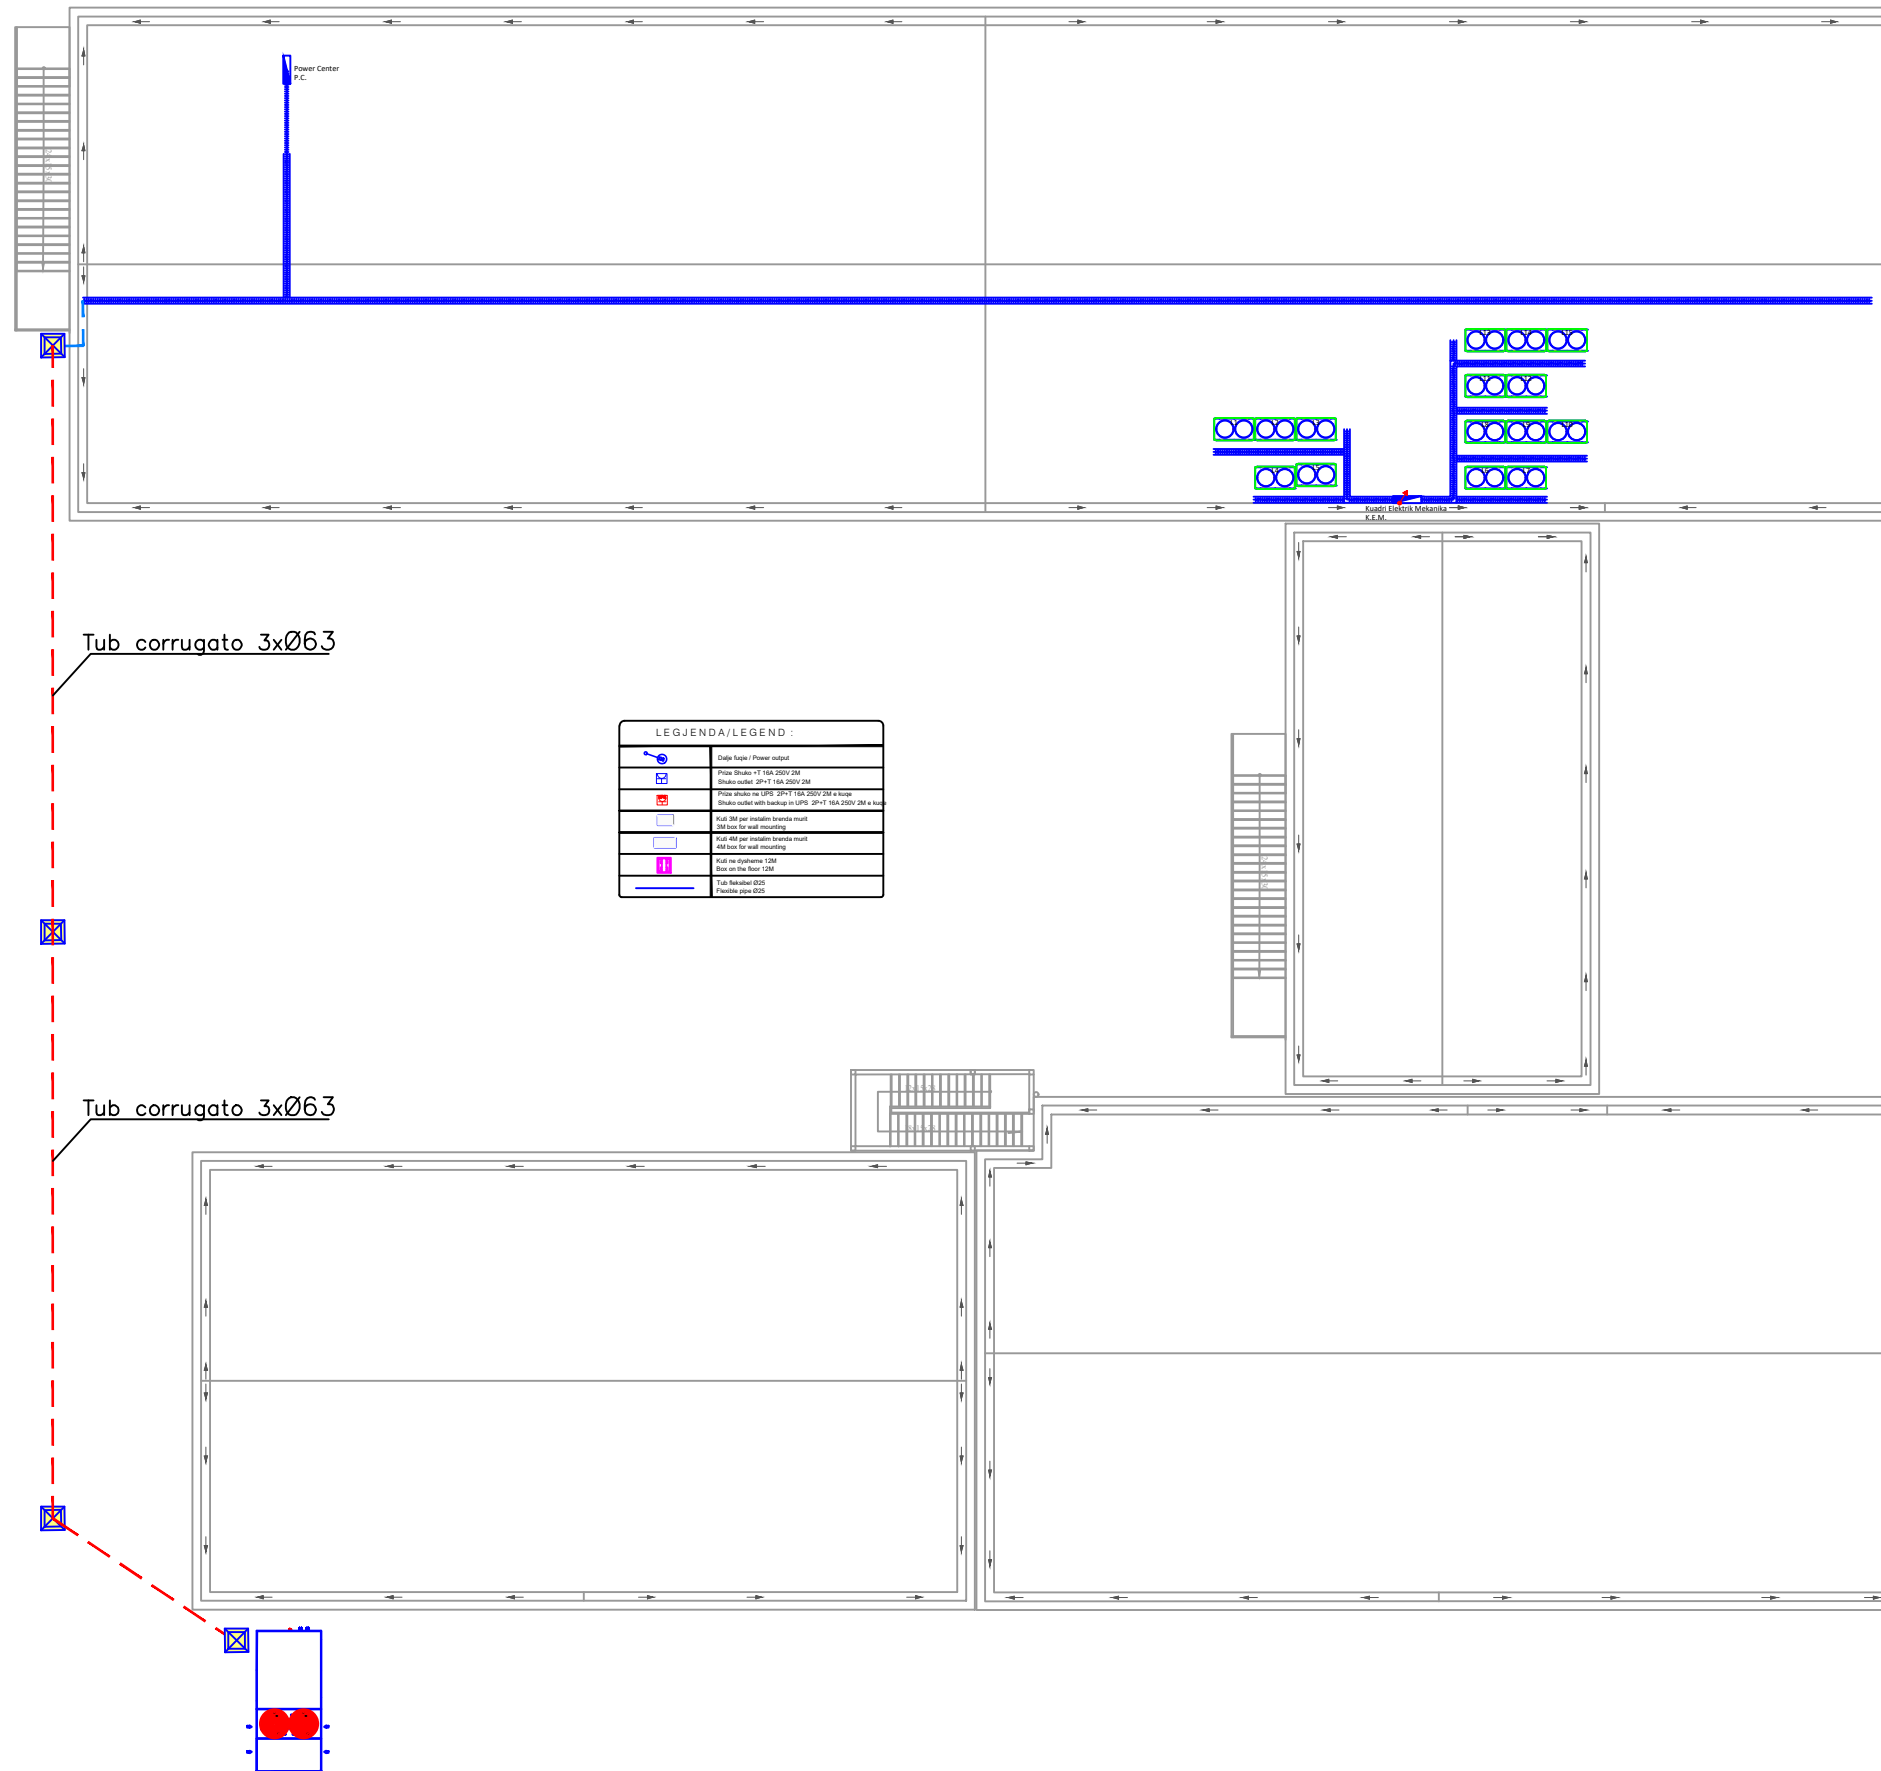 Power Center
P.C.
Kuadri Elektrik Mekanika
K.E.M.
Tub corrugato 3xØ63
LEGJENDA/LEGEND :
Dalje fuqie / Power output
Prize Shuko +T 16A 250V 2M
Shuko outlet 2P+T 16A 250V 2M
Prize shuko ne UPS 2P+T 16A 250V 2M e kuqe
Shuko outlet with backup in UPS 2P+T 16A 250V 2M e kuqe
Kuti 3M per instalim brenda murit
3M box for wall mounting
Kuti 4M per instalim brenda murit
4M box for wall mounting
Kuti ne dysheme 12M
Box on the floor 12M
Tub fleksibel Ø25
Flexible pipe Ø25
Tub corrugato 3xØ63